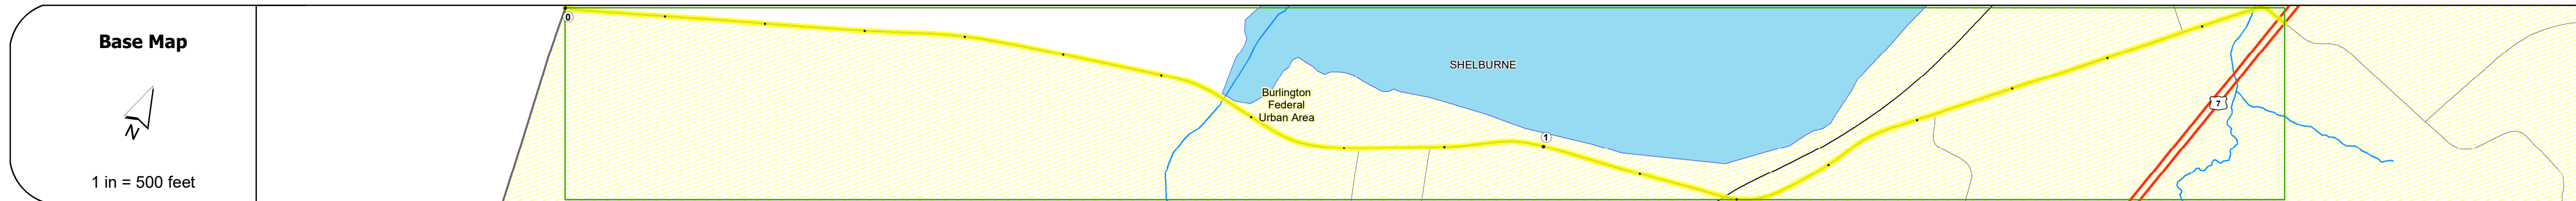 Base Map
N
1 in = 500 feet
0
SHELBURNE
Burlington
Federal
Urban Area
1
7